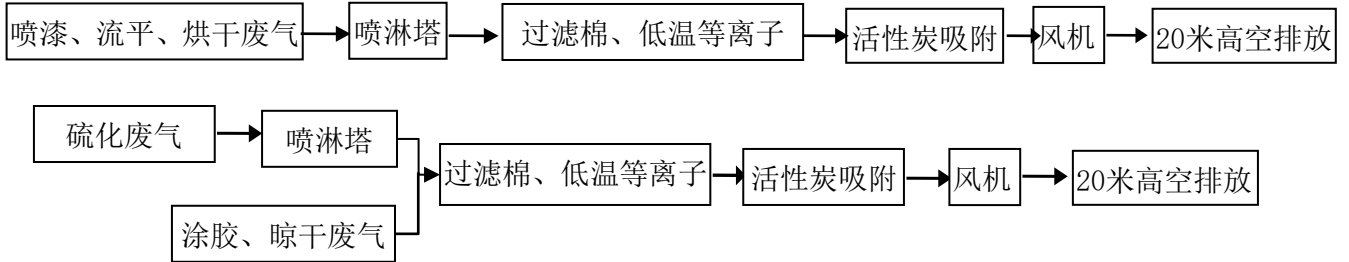 喷漆、流平、烘干废气
喷淋塔
过滤棉、低温等离子
活性炭吸附
风机
20米高空排放
硫化废气
喷淋塔
涂胶、晾干废气
过滤棉、低温等离子
活性炭吸附
风机
20米高空排放